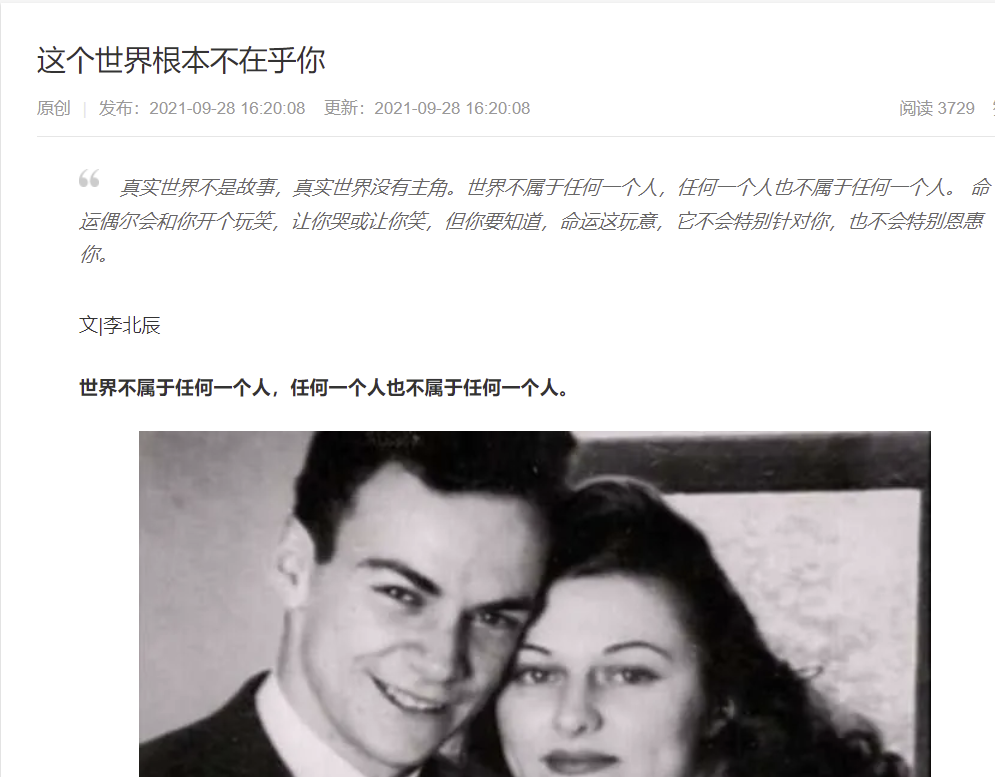 这个世界根本不在乎你
原创 | 发布：2021-09-28 16:20:08 更新：2021-09-28 16:20:08 阅读 3729
“ 真实世界不是故事，真实世界没有主角。世界不属于任何一个人，任何一个人也不属于任何一个人。 命
运偶尔会和你开个玩笑，让你哭或让你笑，但你要知道，命运这玩意，它不会特别针对你，也不会特别恩惠
你。
文|李北辰
世界不属于任何一个人，任何一个人也不属于任何一个人。